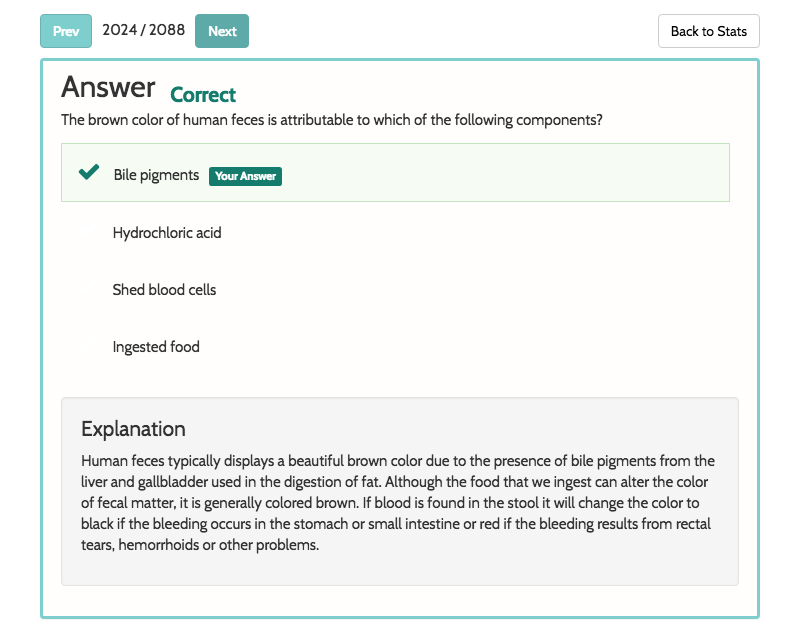 Prev 2024 / 2088 Next Back to Stats
Answer Correct
The brown color of human feces is attributable to which of the following components?
Bile pigments Your Answer
Hydrochloric acid
Shed blood cells
Ingested food
Explanation
Human feces typically displays a beautiful brown color due to the presence of bile pigments from the
liver and gallbladder used in the digestion of fat. Although the food that we ingest can alter the color
of fecal matter, it is generally colored brown. If blood is found in the stool it will change the color to
black if the bleeding occurs in the stomach or small intestine or red if the bleeding results from rectal
tears, hemorrhoids or other problems.